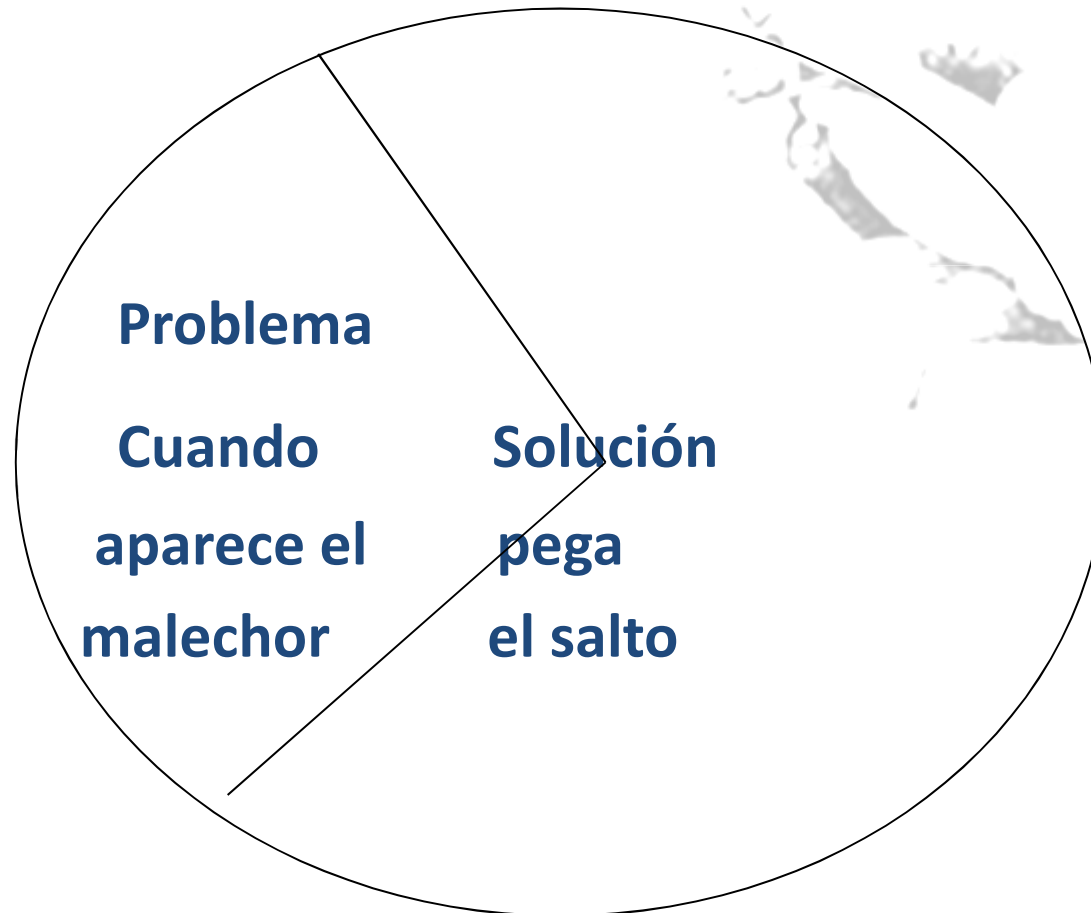 Problema
Cuando
aparece el
malechor
Solución
pega
el salto